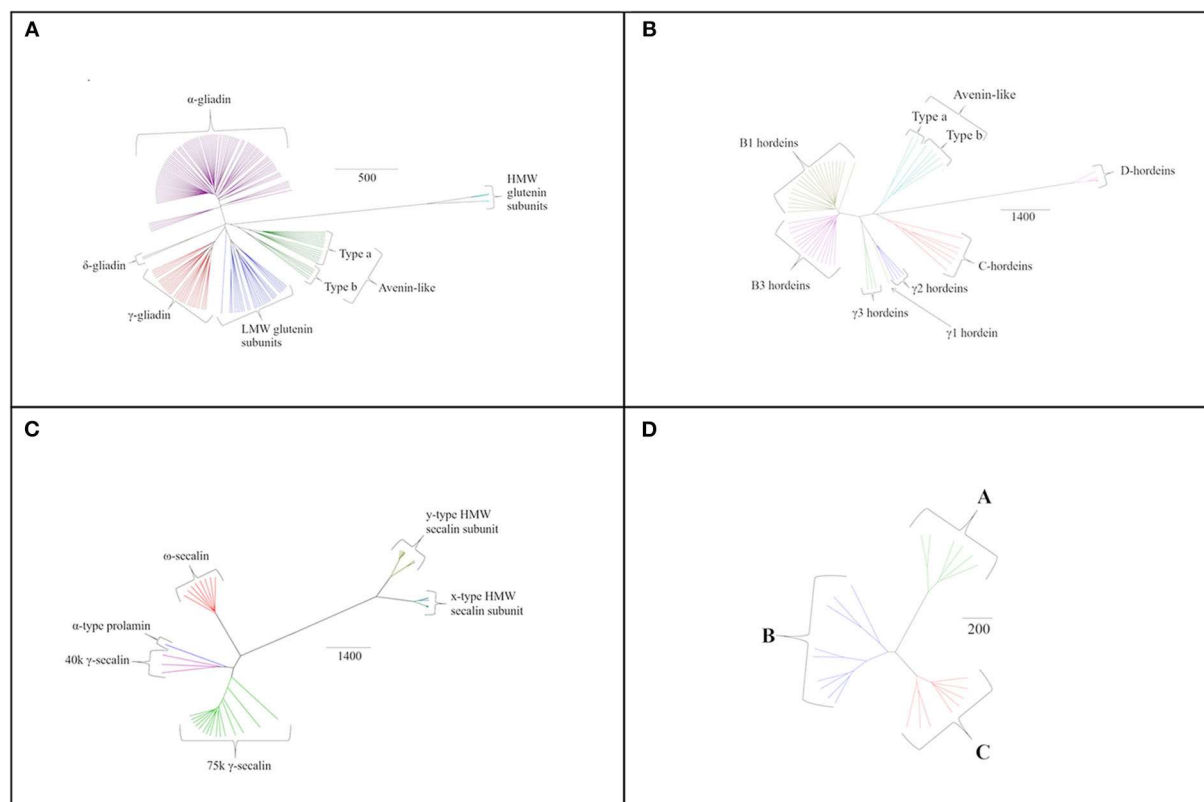 A
α-gliadin
500
HMW
glutenin
subunits
δ-gliadin
γ-gliadin
LMW glutenin
subunits
Type a
Type b
Avenin-like
B
Avenin-like
Type a
Type b
B1 hordeins
D-hordeins
1400
C-hordeins
B3 hordeins
γ2 hordeins
γ3 hordeins
γ1 hordein
C
y-type HMW
secalin subunit
ω-secalin
x-type HMW
secalin subunit
α-type prolamin
40k γ-secalin
1400
75k γ-secalin
D
A
200
B
C